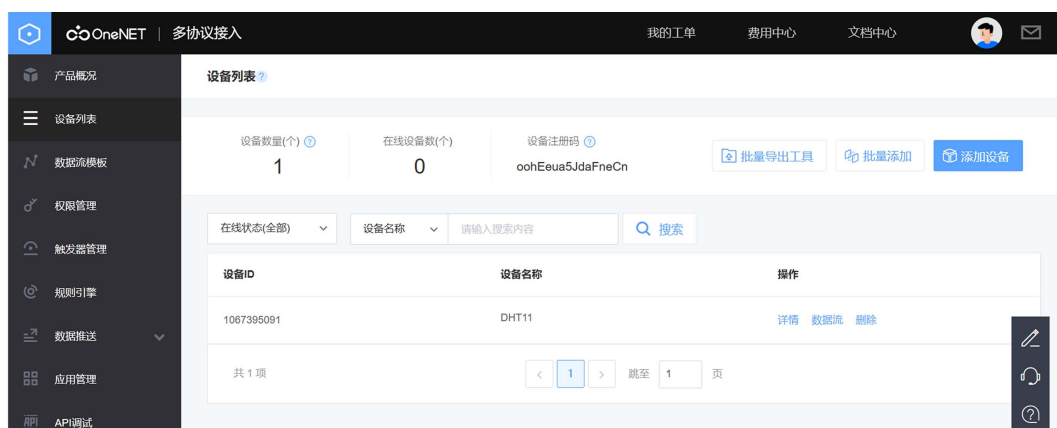 OneNET | 多协议接入 我的工单 费用中心 文档中心
产品概况
设备列表
数据流模板
权限管理
触发器管理
规则引擎
数据推送
应用管理
API API调试
设备列表 ?
设备数量(个) ? 在线设备数(个) 设备注册码 ?
1 0 oohEeua5JdaFneCn
批量导出工具 批量添加 添加设备
在线状态(全部) 设备名称 请输入搜索内容 搜索
设备ID 设备名称 操作
1067395091 DHT11 详情 数据流 删除
共 1 项 < 1 > 跳至 1 页